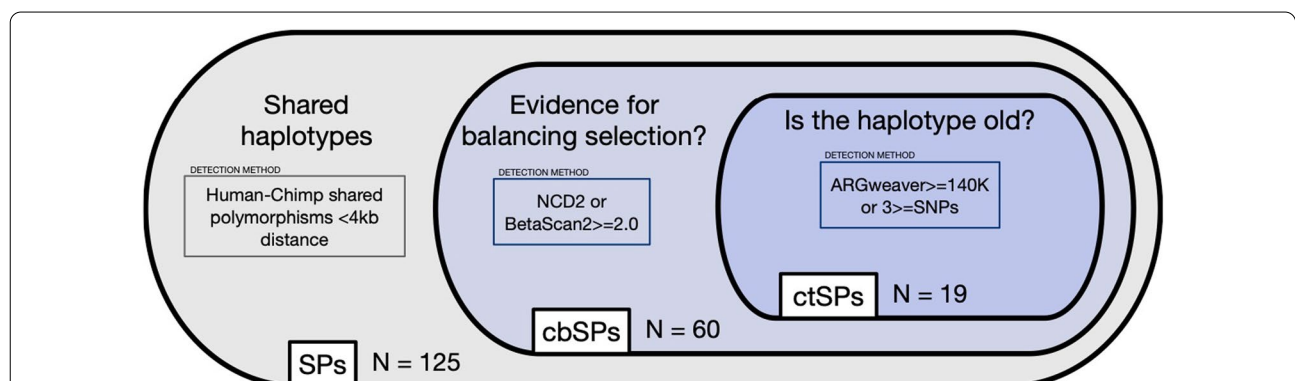 Shared
haplotypes
DETECTION METHOD
Human-Chimp shared
polymorphisms <4kb
distance
SPs N = 125
Evidence for
balancing selection?
DETECTION METHOD
NCD2 or
BetaScan2>=2.0
cbSPs N = 60
Is the haplotype old?
DETECTION METHOD
ARGweaver>=140K
or 3>=SNPs
ctSPs N = 19